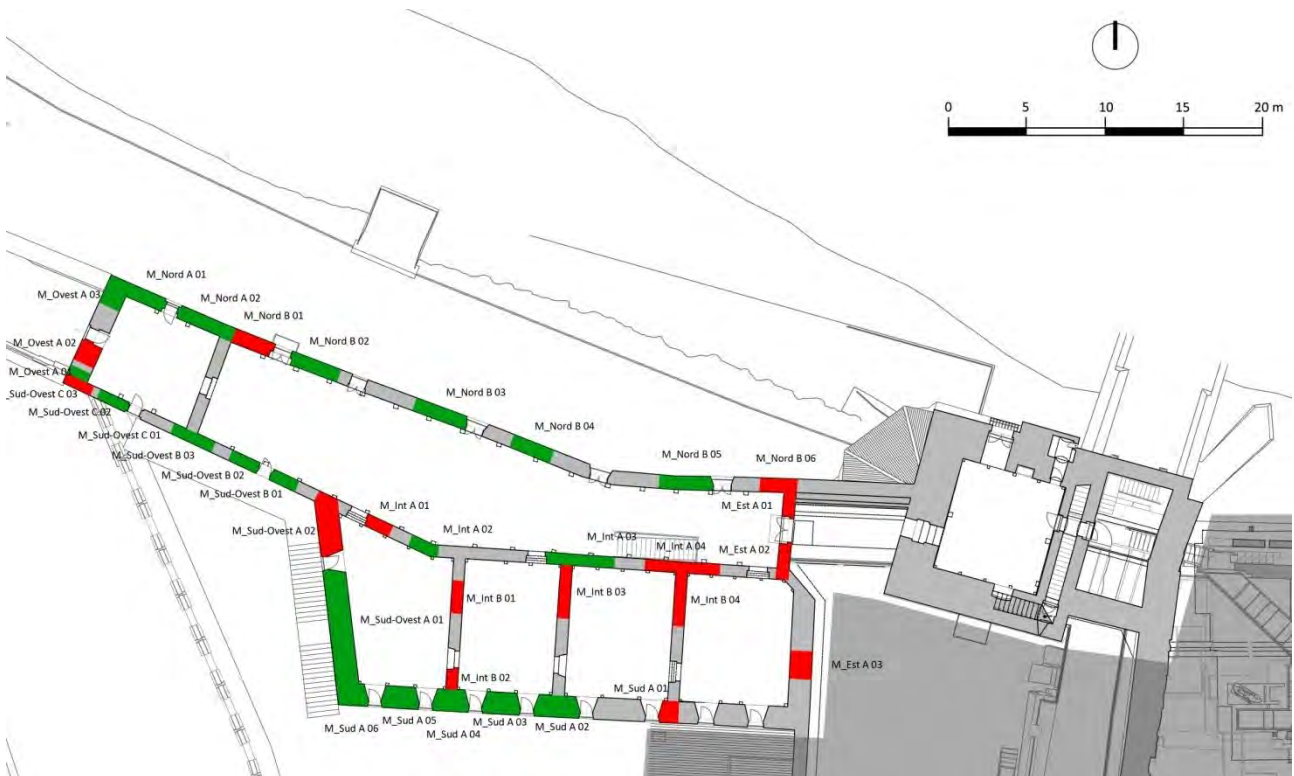 0 5 10 15 20 m
M_Nord A 01
M_Ovest A 03
M_Nord A 02
M_Nord B 01
M_Nord B 02
M_Ovest A 02
M_Ovest A 01
_Sud-Ovest C 03
M_Sud-Ovest C 02
M_Sud-Ovest C 01
M_Sud-Ovest B 03
M_Sud-Ovest B 02
M_Sud-Ovest B 01
M_Nord B 03
M_Nord B 04
M_Nord B 05
M_Nord B 06
M_Est A 01
M_Sud-Ovest A 02
M_Int A 01
M_Int A 02
M_Int A 03
M_Int A 04
M_Est A 02
M_Int B 01
M_Int B 03
M_Int B 04
M_Sud-Ovest A 01
M_Est A 03
M_Int B 02
M_Sud A 01
M_Sud A 06
M_Sud A 05
M_Sud A 04
M_Sud A 03
M_Sud A 02